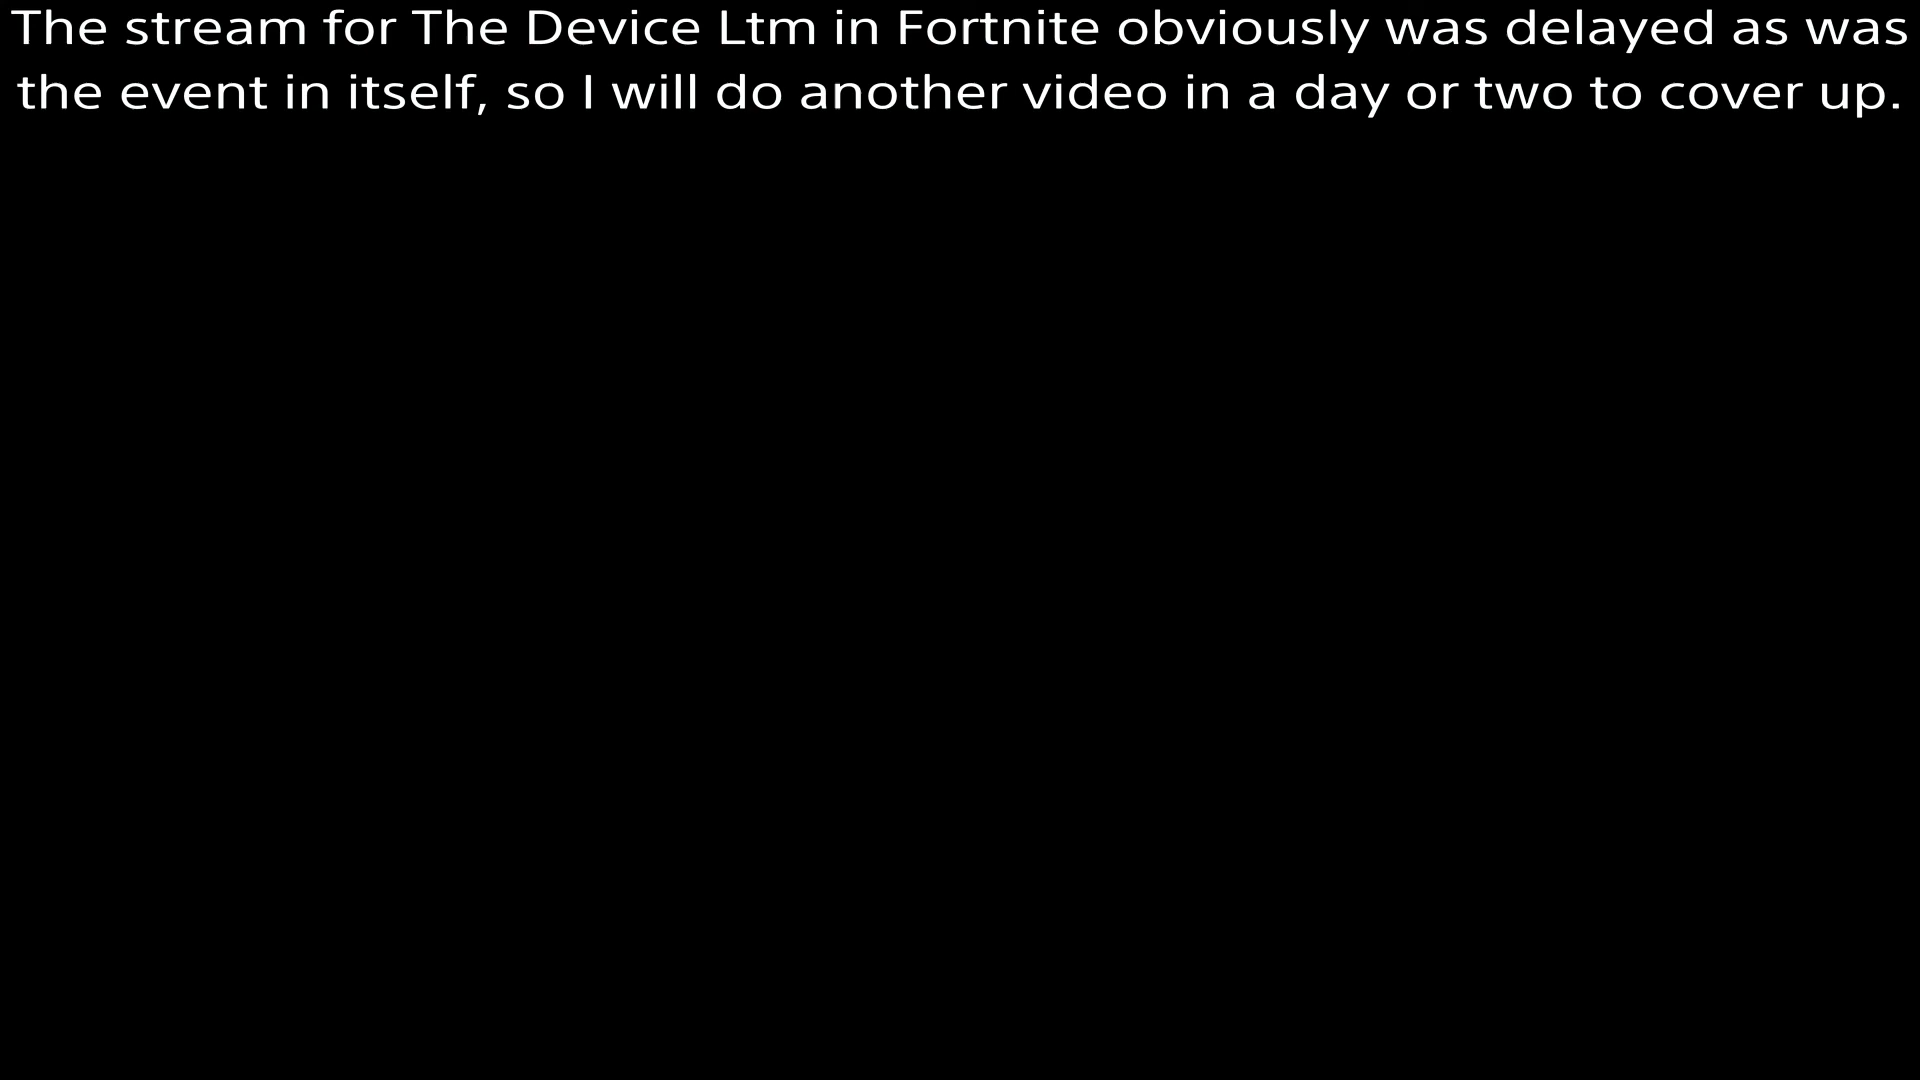 The stream for The Device Ltm in Fortnite obviously was delayed as was
the event in itself, so I will do another video in a day or two to cover up.